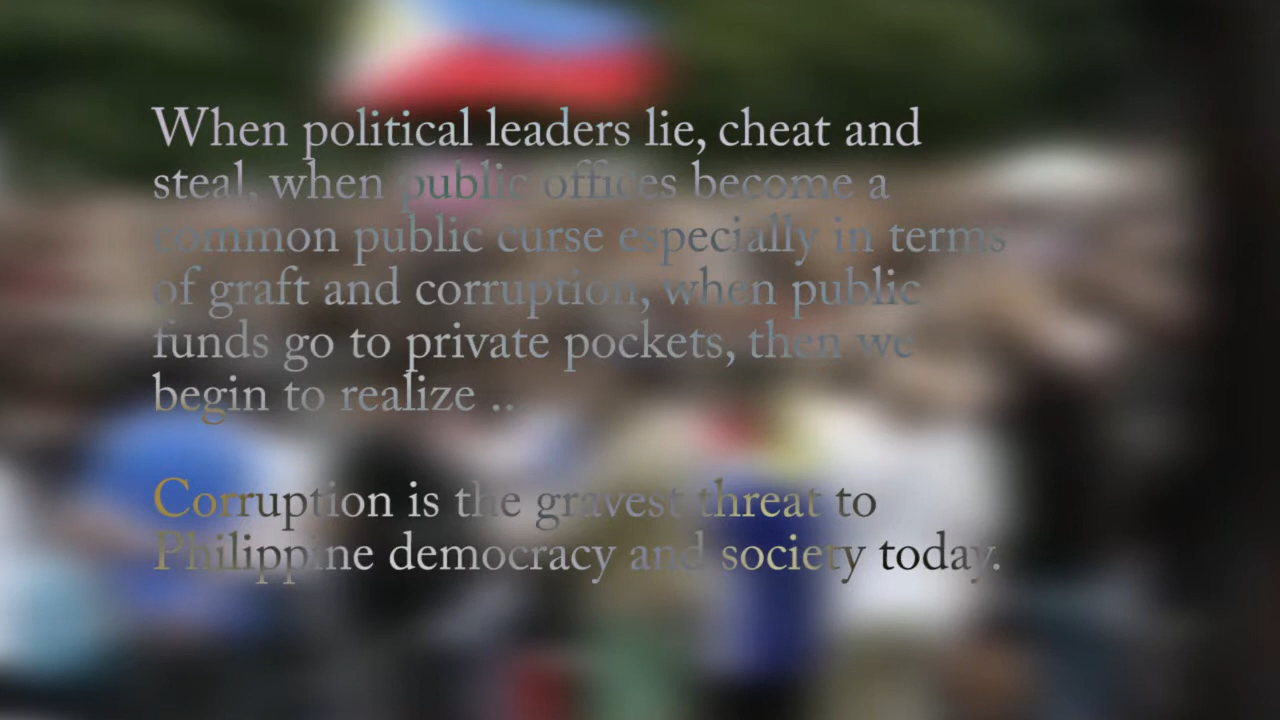 When political leaders lie, cheat and
steal, when public offices become a
common public curse especially in terms
of graft and corruption, when public
funds go to private pockets, then we
begin to realize ...
Corruption is the gravest threat to
Philippine democracy and society today.